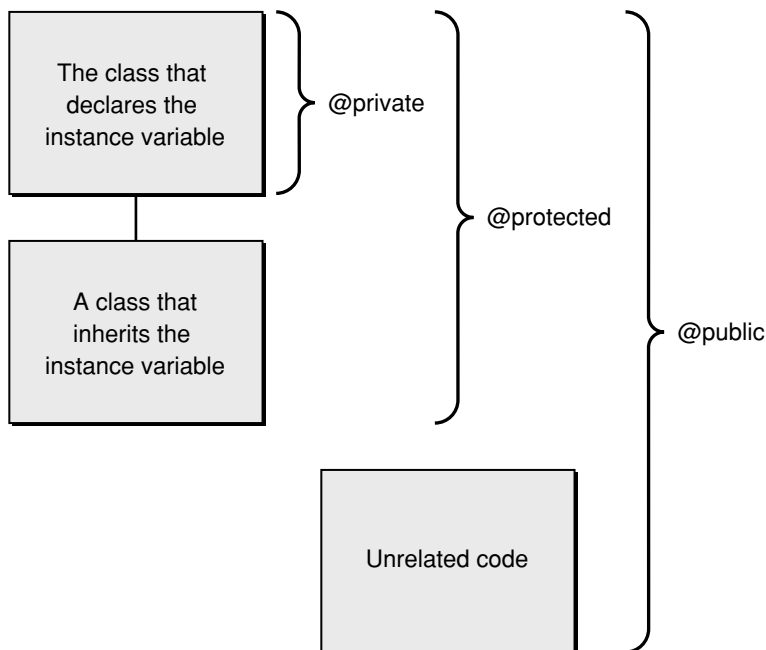 The class that
declares the
instance variable
@private
@protected
A class that
inherits the
instance variable
@public
Unrelated code